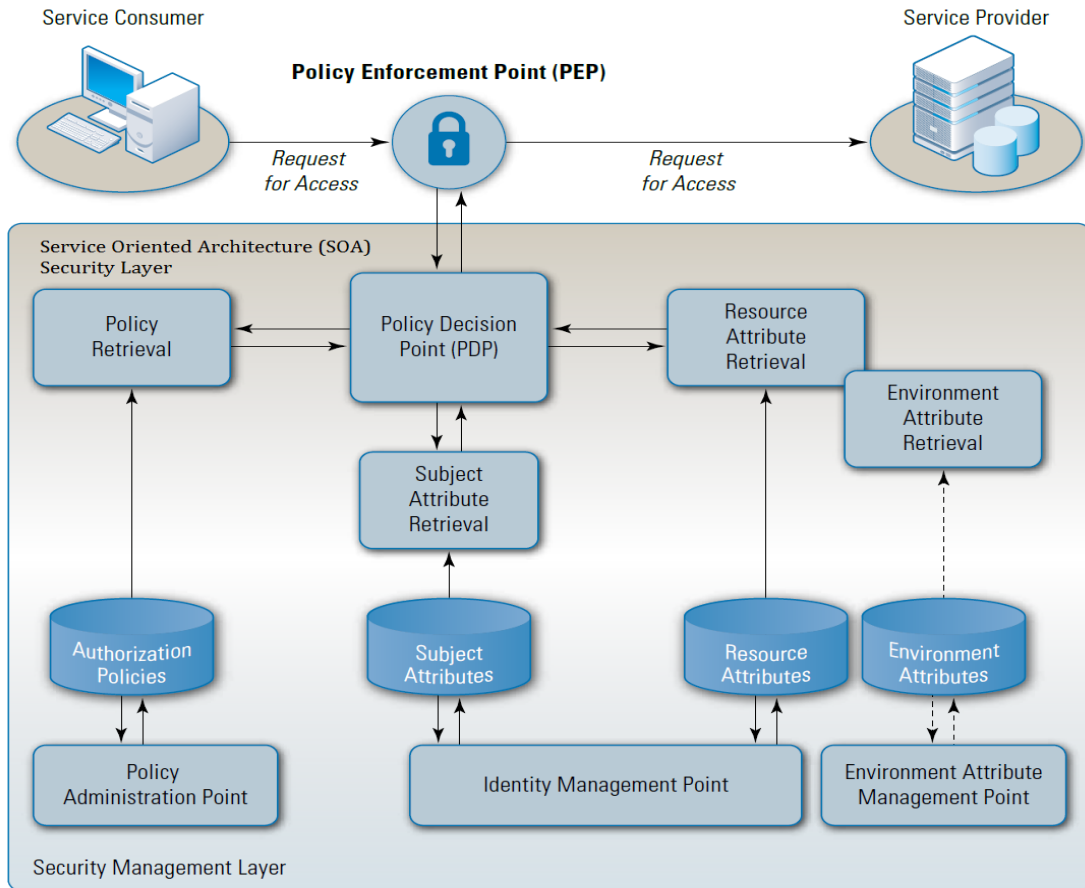 Service Consumer
Service Provider
Policy Enforcement Point (PEP)
Request
for Access
Request
for Access
Service Oriented Architecture (SOA)
Security Layer
Policy
Retrieval
Policy Decision
Point (PDP)
Resource
Attribute
Retrieval
Environment
Attribute
Retrieval
Subject
Attribute
Retrieval
Authorization
Policies
Subject
Attributes
Resource
Attributes
Environment
Attributes
Policy
Administration Point
Identity Management Point
Environment Attribute
Management Point
Security Management Layer